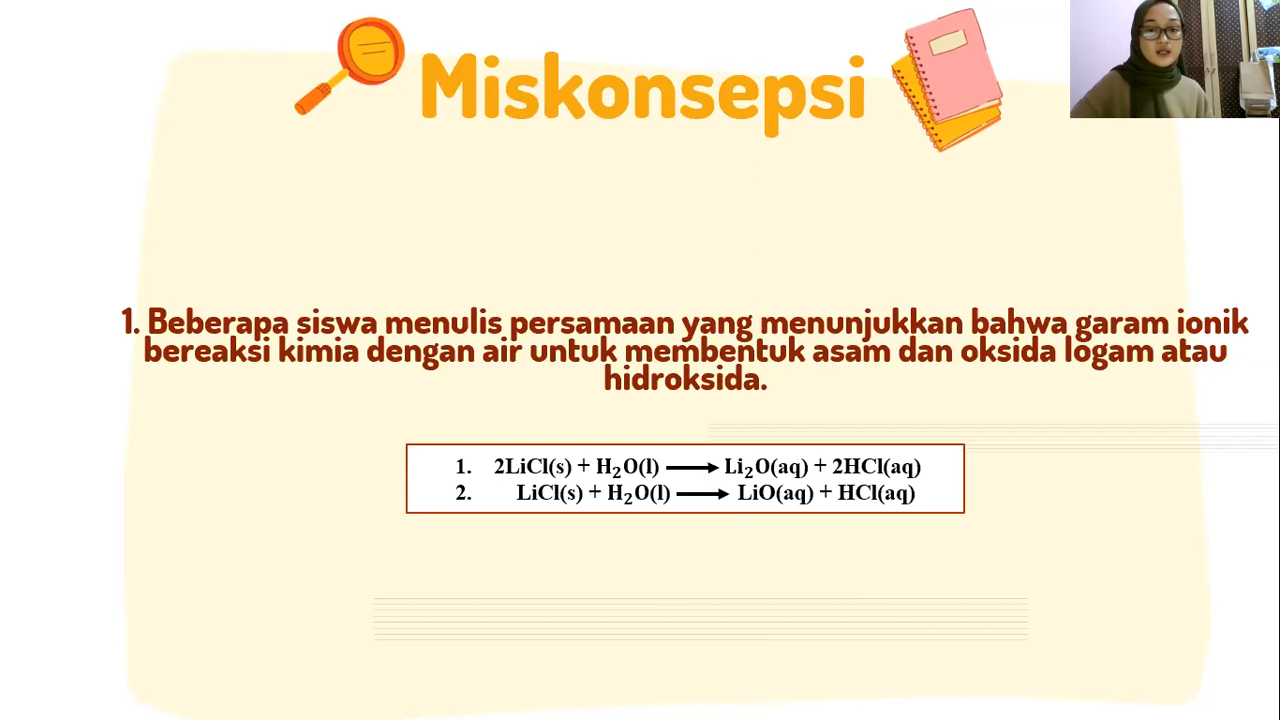 Miskonsepsi
1. Beberapa siswa menulis persamaan yang menunjukkan bahwa garam ionik
bereaksi kimia dengan air untuk membentuk asam dan oksida logam atau
hidroksida.
1. 2LiCl(s) + H₂O(l) ⟶ Li₂O(aq) + 2HCl(aq)
2. LiCl(s) + H₂O(l) ⟶ LiO(aq) + HCl(aq)